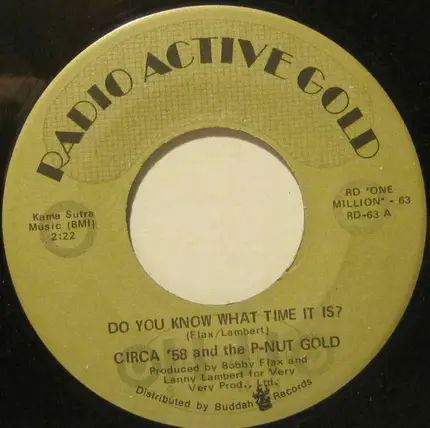 RADIO ACTIVE GOLD
Kama Sutra
Music (BMI)
2:22
RD "ONE
MILLION" - 63
RD-63 A
DO YOU KNOW WHAT TIME IT IS?
(Flax/Lambert)
CIRCA '58 and the P-NUT GOLD
Produced by Bobby Flax and
Lanny Lambert for Very
Very Prod., Ltd.
Distributed by Buddah Records